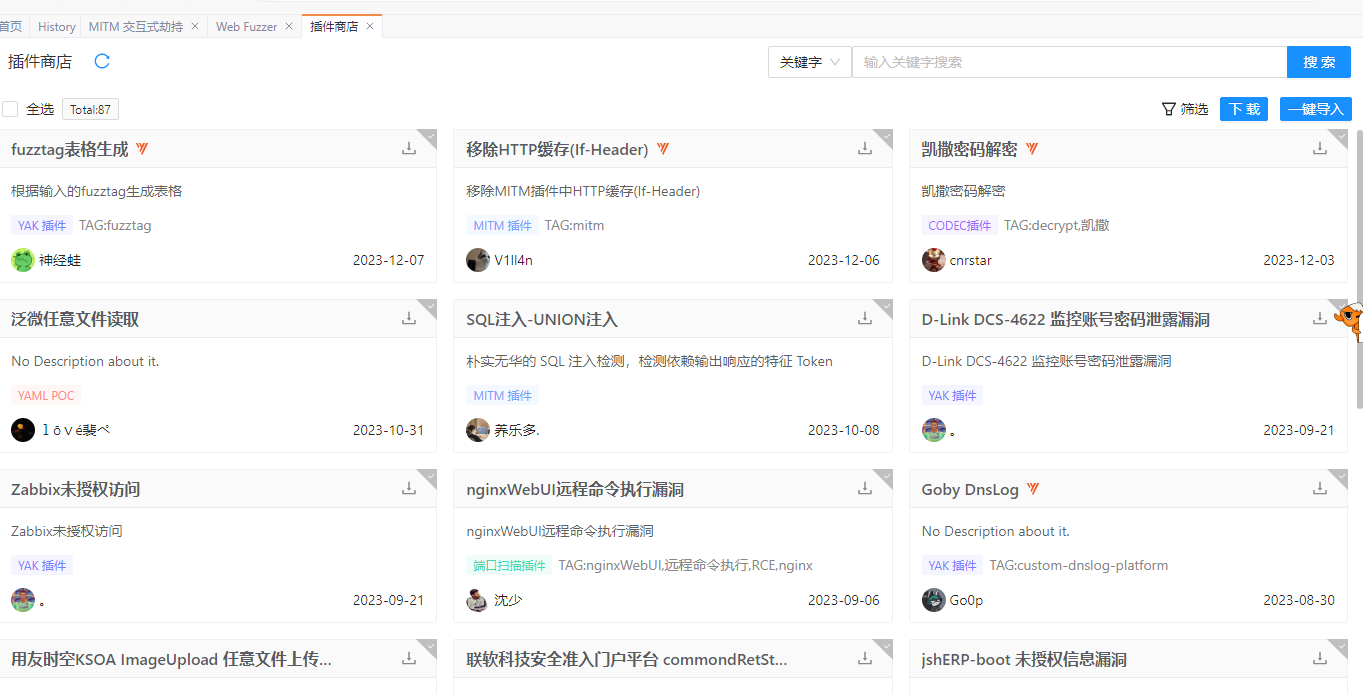 首页 History MITM 交互式劫持 Web Fuzzer 插件商店
插件商店 关键字 输入关键字搜索 搜 索
全选 Total:87 筛选 下 载 一键导入
fuzztag表格生成
根据输入的fuzztag生成表格
YAK 插件 TAG:fuzztag
神经蛙 2023-12-07
移除HTTP缓存(If-Header)
移除MITM插件中HTTP缓存(If-Header)
MITM 插件 TAG:mitm
V1ll4n 2023-12-06
凯撒密码解密
凯撒密码解密
CODEC插件 TAG:decrypt,凯撒
cnrstar 2023-12-03
泛微任意文件读取
No Description about it.
YAML POC
1 ō ｖ é裴ペ 2023-10-31
SQL注入-UNION注入
朴实无华的 SQL 注入检测，检测依赖输出响应的特征 Token
MITM 插件
养乐多. 2023-10-08
D-Link DCS-4622 监控账号密码泄露漏洞
D-Link DCS-4622 监控账号密码泄露漏洞
YAK 插件
。 2023-09-21
Zabbix未授权访问
Zabbix未授权访问
YAK 插件
。 2023-09-21
nginxWebUI远程命令执行漏洞
nginxWebUI远程命令执行漏洞
端口扫描插件 TAG:nginxWebUI,远程命令执行,RCE,nginx
沈少 2023-09-06
Goby DnsLog
No Description about it.
YAK 插件 TAG:custom-dnslog-platform
Go0p 2023-08-30
用友时空KSOA ImageUpload 任意文件上传...
联软科技安全准入门户平台 commondRetSt...
jshERP-boot 未授权信息漏洞